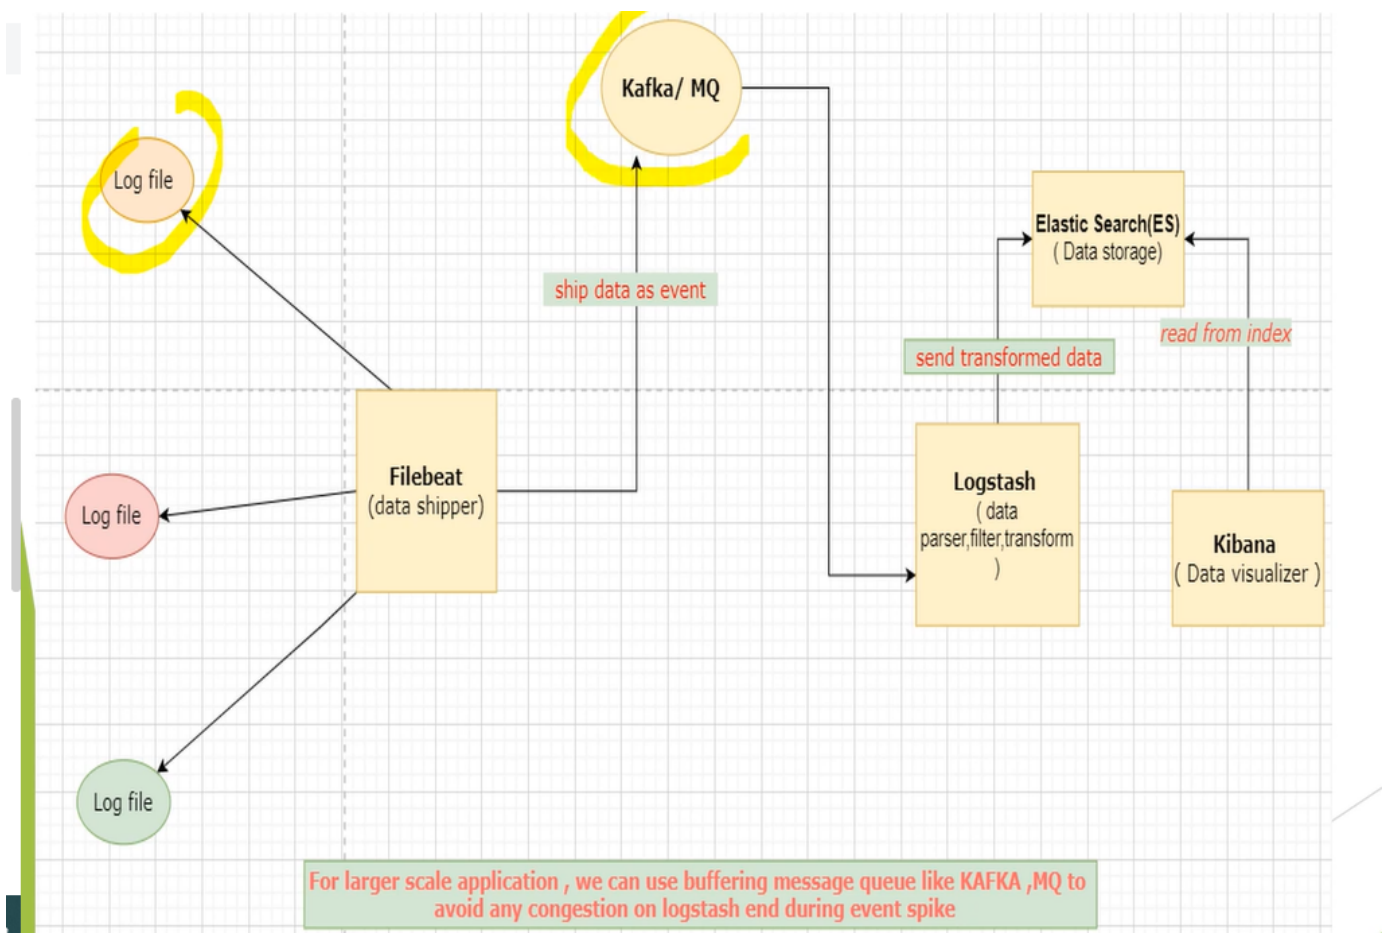 Kafka/ MQ
Log file
Elastic Search(ES)
( Data storage)
ship data as event
read from index
send transformed data
Filebeat
(data shipper)
Logstash
( data
parser,filter,transform
)
Log file
Kibana
( Data visualizer )
Log file
For larger scale application , we can use buffering message queue like KAFKA ,MQ to
avoid any congestion on logstash end during event spike